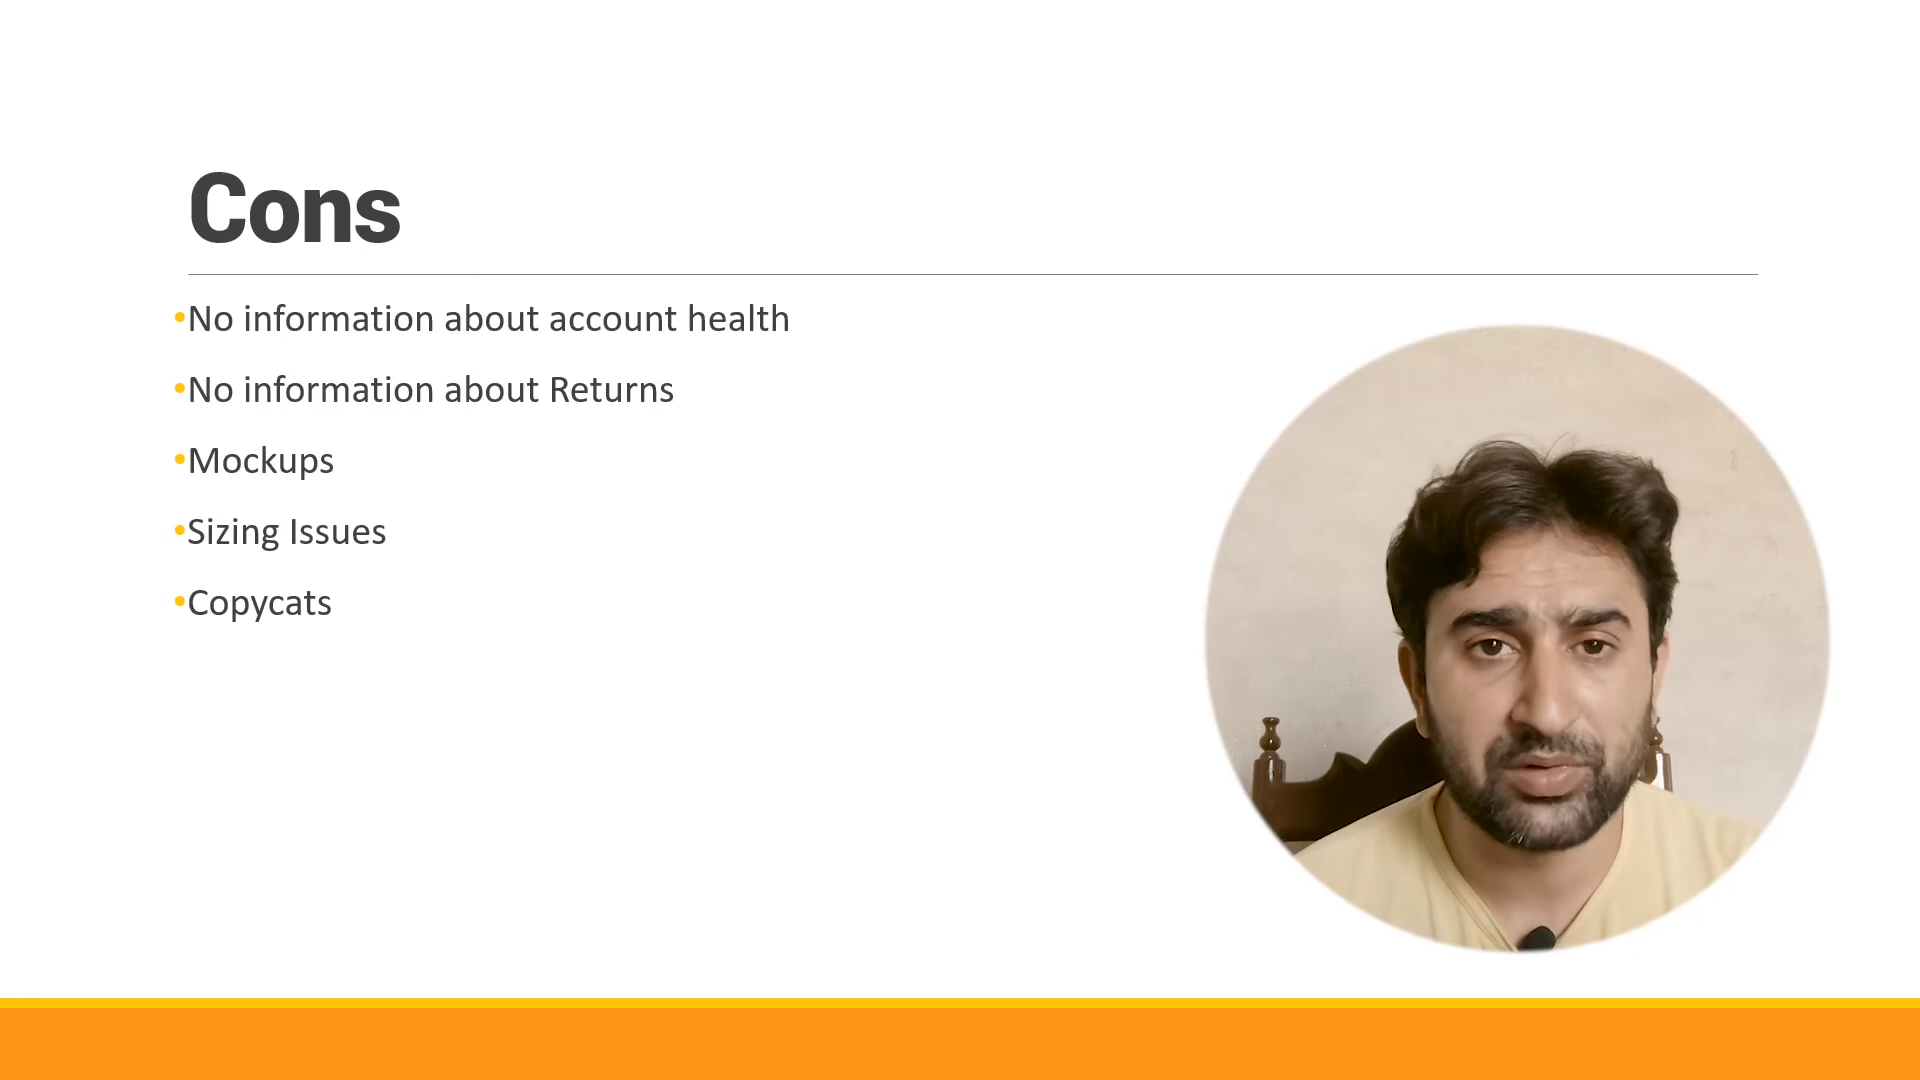 Cons
•No information about account health
•No information about Returns
•Mockups
•Sizing Issues
•Copycats